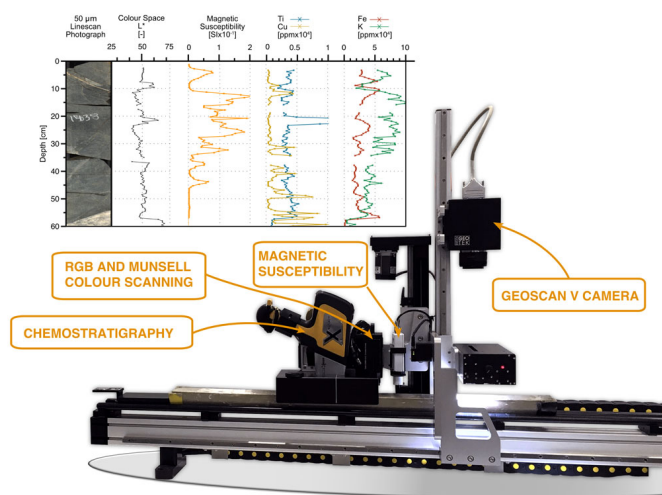 50 µm
Linescan
Photograph
Colour Space
L*
[-]
Magnetic
Susceptibility
[SIx10⁻¹]
Ti
Cu
[ppmx10⁴]
Fe
K
[ppmx10⁴]
25 50 75
0 1 2
0 0.5 1
0 5 10
0
10
20
30
40
50
60
Depth [cm]
RGB AND MUNSELL
COLOUR SCANNING
MAGNETIC
SUSCEPTIBILITY
GEOSCAN V CAMERA
CHEMOSTRATIGRAPHY
GEO